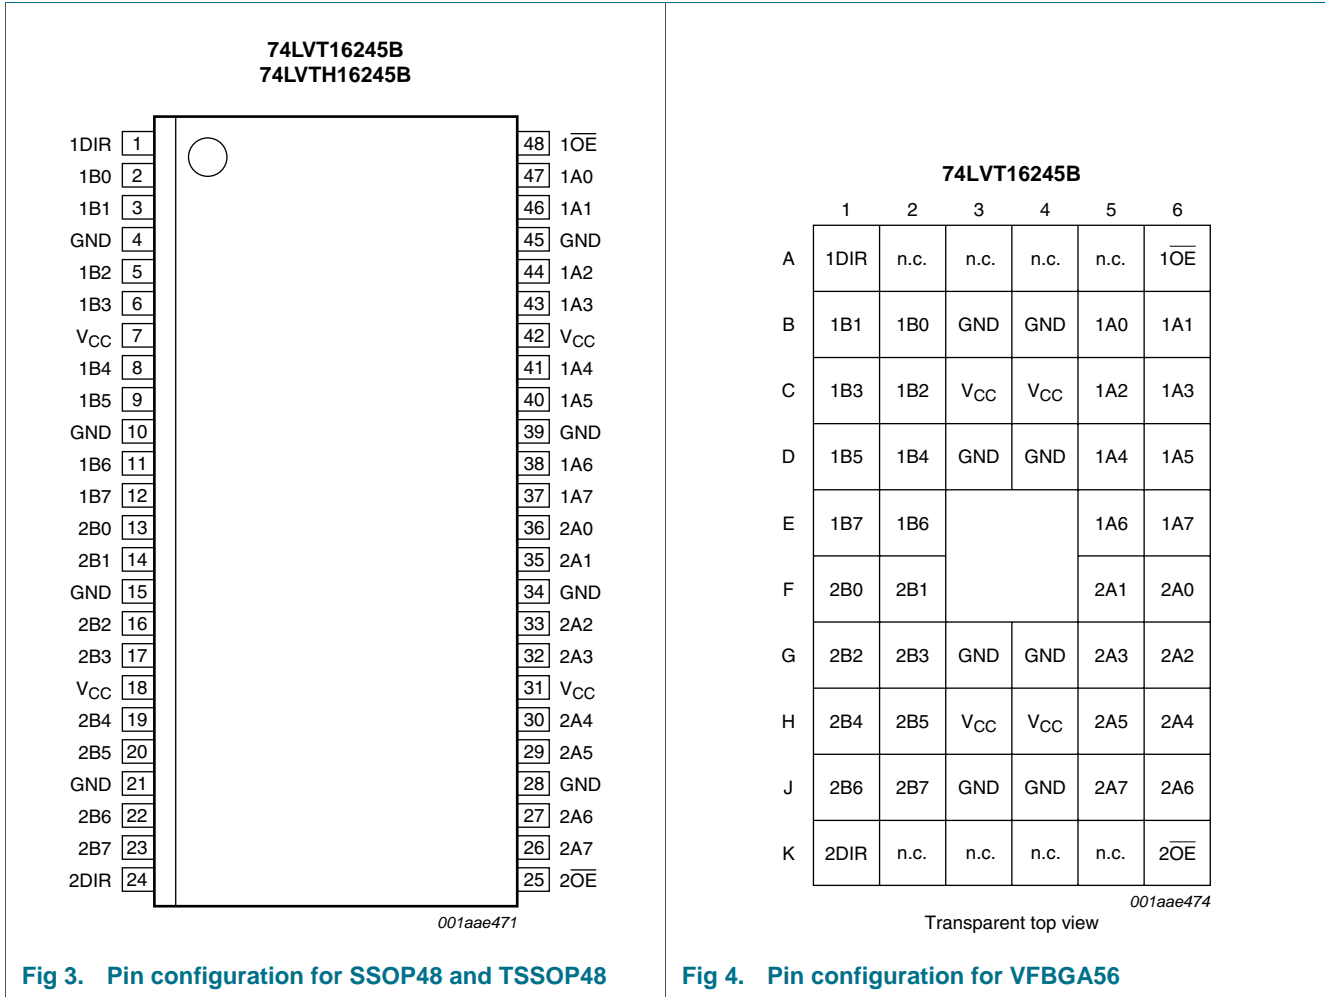 74LVT16245B
74LVTH16245B
1DIR 1 48 1OE
1B0 2 47 1A0
1B1 3 46 1A1
GND 4 45 GND
1B2 5 44 1A2
1B3 6 43 1A3
VCC 7 42 VCC
1B4 8 41 1A4
1B5 9 40 1A5
GND 10 39 GND
1B6 11 38 1A6
1B7 12 37 1A7
2B0 13 36 2A0
2B1 14 35 2A1
GND 15 34 GND
2B2 16 33 2A2
2B3 17 32 2A3
VCC 18 31 VCC
2B4 19 30 2A4
2B5 20 29 2A5
GND 21 28 GND
2B6 22 27 2A6
2B7 23 26 2A7
2DIR 24 25 2OE
001aae471
Fig 3. Pin configuration for SSOP48 and TSSOP48
74LVT16245B
1 2 3 4 5 6
A 1DIR n.c. n.c. n.c. n.c. 1OE
B 1B1 1B0 GND GND 1A0 1A1
C 1B3 1B2 VCC VCC 1A2 1A3
D 1B5 1B4 GND GND 1A4 1A5
E 1B7 1B6 1A6 1A7
F 2B0 2B1 2A1 2A0
G 2B2 2B3 GND GND 2A3 2A2
H 2B4 2B5 VCC VCC 2A5 2A4
J 2B6 2B7 GND GND 2A7 2A6
K 2DIR n.c. n.c. n.c. n.c. 2OE
001aae474
Transparent top view
Fig 4. Pin configuration for VFBGA56